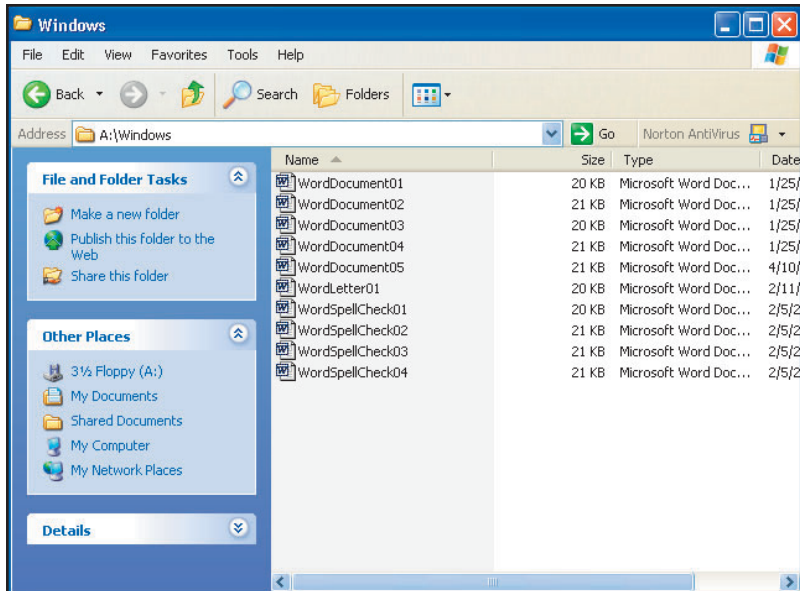 Windows
File Edit View Favorites Tools Help
Back Search Folders
Address A:\Windows Go Norton AntiVirus
File and Folder Tasks
Make a new folder
Publish this folder to the
Web
Share this folder
Other Places
3½ Floppy (A:)
My Documents
Shared Documents
My Computer
My Network Places
Details
Name Size Type Date
WordDocument01 20 KB Microsoft Word Doc... 1/25/
WordDocument02 21 KB Microsoft Word Doc... 1/25/
WordDocument03 20 KB Microsoft Word Doc... 1/25/
WordDocument04 21 KB Microsoft Word Doc... 1/25/
WordDocument05 21 KB Microsoft Word Doc... 4/10/
WordLetter01 20 KB Microsoft Word Doc... 2/11/
WordSpellCheck01 20 KB Microsoft Word Doc... 2/5/2
WordSpellCheck02 21 KB Microsoft Word Doc... 2/5/2
WordSpellCheck03 21 KB Microsoft Word Doc... 2/5/2
WordSpellCheck04 21 KB Microsoft Word Doc... 2/5/2